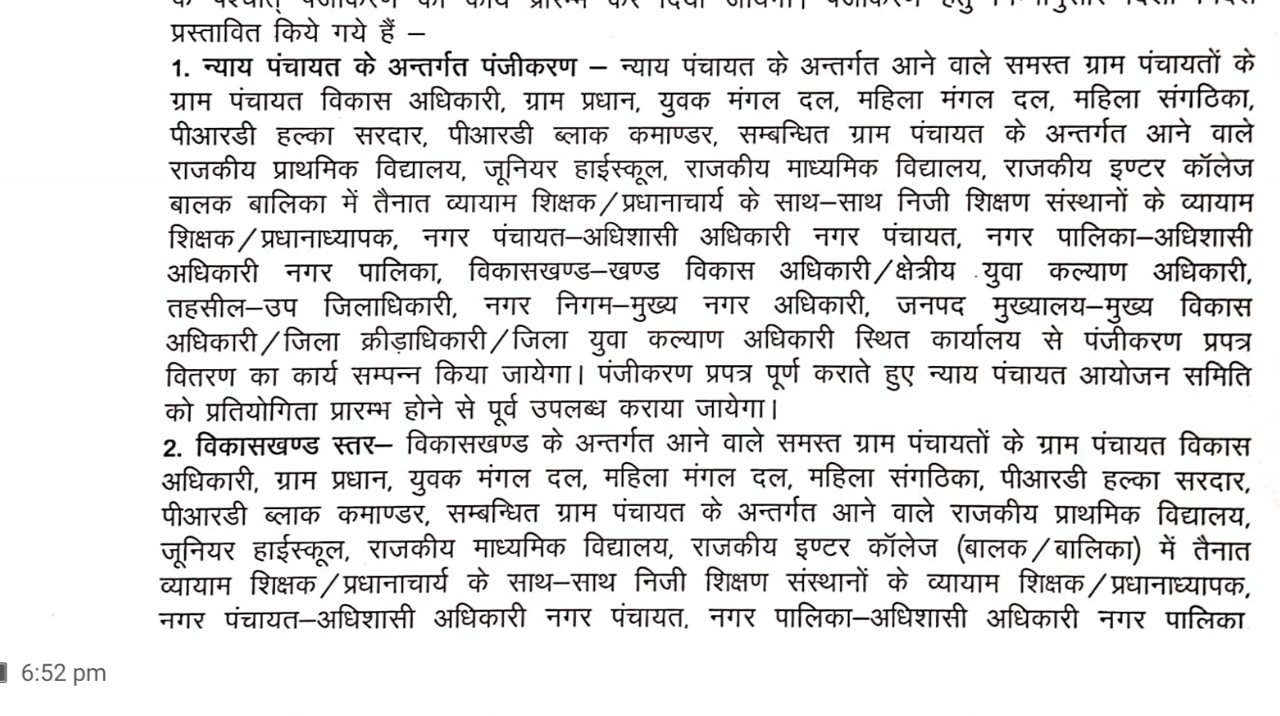 के पश्चात् पंजीकरण का कार्य प्रारम्भ कर दिया जायेगा। पंजीकरण हेतु
प्रस्तावित किये गये हैं –
1. न्याय पंचायत के अन्तर्गत पंजीकरण – न्याय पंचायत के अन्तर्गत आने वाले समस्त ग्राम पंचायतों के
ग्राम पंचायत विकास अधिकारी, ग्राम प्रधान, युवक मंगल दल, महिला मंगल दल, महिला संगठिका,
पीआरडी हल्का सरदार, पीआरडी ब्लाक कमाण्डर, सम्बन्धित ग्राम पंचायत के अन्तर्गत आने वाले
राजकीय प्राथमिक विद्यालय, जूनियर हाईस्कूल, राजकीय माध्यमिक विद्यालय, राजकीय इण्टर कॉलेज
बालक बालिका में तैनात व्यायाम शिक्षक/प्रधानाचार्य के साथ–साथ निजी शिक्षण संस्थानों के व्यायाम
शिक्षक/प्रधानाध्यापक, नगर पंचायत–अधिशासी अधिकारी नगर पंचायत, नगर पालिका–अधिशासी
अधिकारी नगर पालिका, विकासखण्ड–खण्ड विकास अधिकारी/क्षेत्रीय युवा कल्याण अधिकारी,
तहसील–उप जिलाधिकारी, नगर निगम–मुख्य नगर अधिकारी, जनपद मुख्यालय–मुख्य विकास
अधिकारी/जिला क्रीड़ाधिकारी/जिला युवा कल्याण अधिकारी स्थित कार्यालय से पंजीकरण प्रपत्र
वितरण का कार्य सम्पन्न किया जायेगा। पंजीकरण प्रपत्र पूर्ण कराते हुए न्याय पंचायत आयोजन समिति
को प्रतियोगिता प्रारम्भ होने से पूर्व उपलब्ध कराया जायेगा।
2. विकासखण्ड स्तर– विकासखण्ड के अन्तर्गत आने वाले समस्त ग्राम पंचायतों के ग्राम पंचायत विकास
अधिकारी, ग्राम प्रधान, युवक मंगल दल, महिला मंगल दल, महिला संगठिका, पीआरडी हल्का सरदार,
पीआरडी ब्लाक कमाण्डर, सम्बन्धित ग्राम पंचायत के अन्तर्गत आने वाले राजकीय प्राथमिक विद्यालय,
जूनियर हाईस्कूल, राजकीय माध्यमिक विद्यालय, राजकीय इण्टर कॉलेज (बालक/बालिका) में तैनात
व्यायाम शिक्षक/प्रधानाचार्य के साथ–साथ निजी शिक्षण संस्थानों के व्यायाम शिक्षक/प्रधानाध्यापक,
नगर पंचायत–अधिशासी अधिकारी नगर पंचायत, नगर पालिका–अधिशासी अधिकारी नगर पालिका
6:52 pm